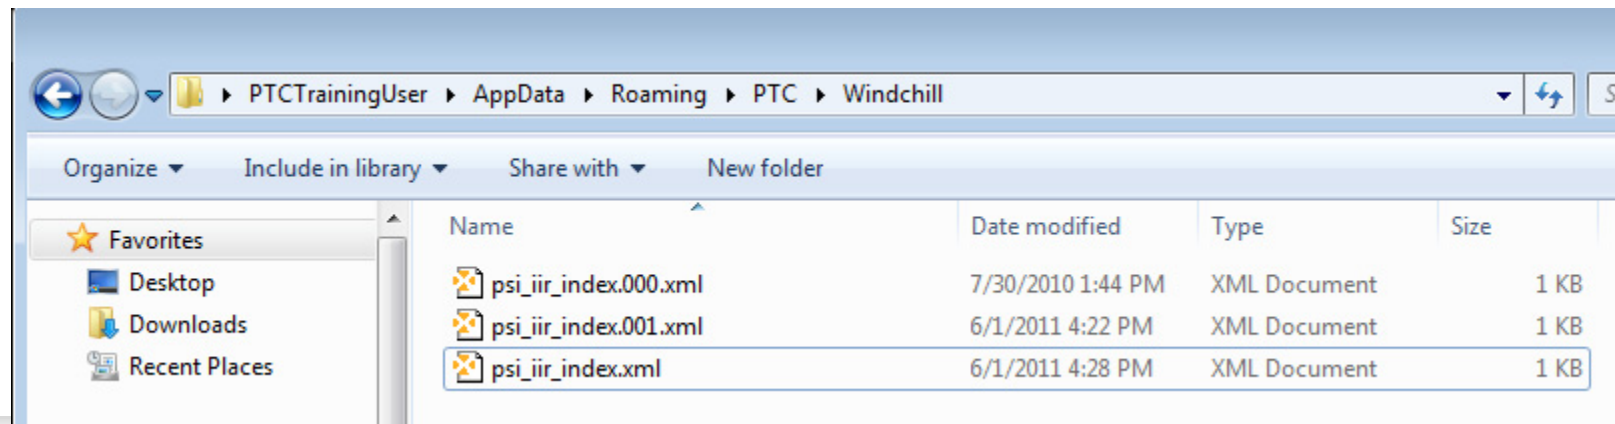 PTCTrainingUser AppData Roaming PTC Windchill S
Organize Include in library Share with New folder
Favorites Name Date modified Type Size
Desktop psi_iir_index.000.xml 7/30/2010 1:44 PM XML Document 1 KB
Downloads psi_iir_index.001.xml 6/1/2011 4:22 PM XML Document 1 KB
Recent Places psi_iir_index.xml 6/1/2011 4:28 PM XML Document 1 KB